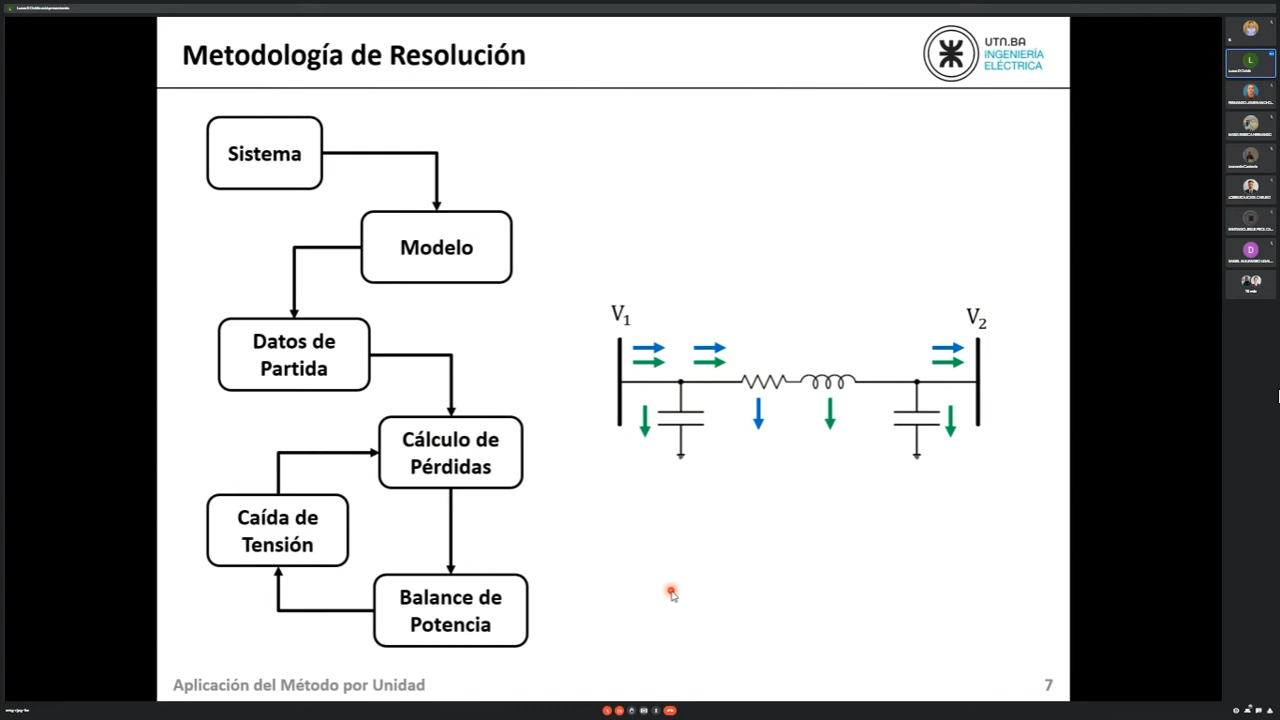 Metodología de Resolución
UTN.BA
INGENIERÍA
ELÉCTRICA
Sistema
Modelo
Datos de
Partida
Cálculo de
Pérdidas
Caída de
Tensión
Balance de
Potencia
V₁
V₂
Aplicación del Método por Unidad
7
L
D